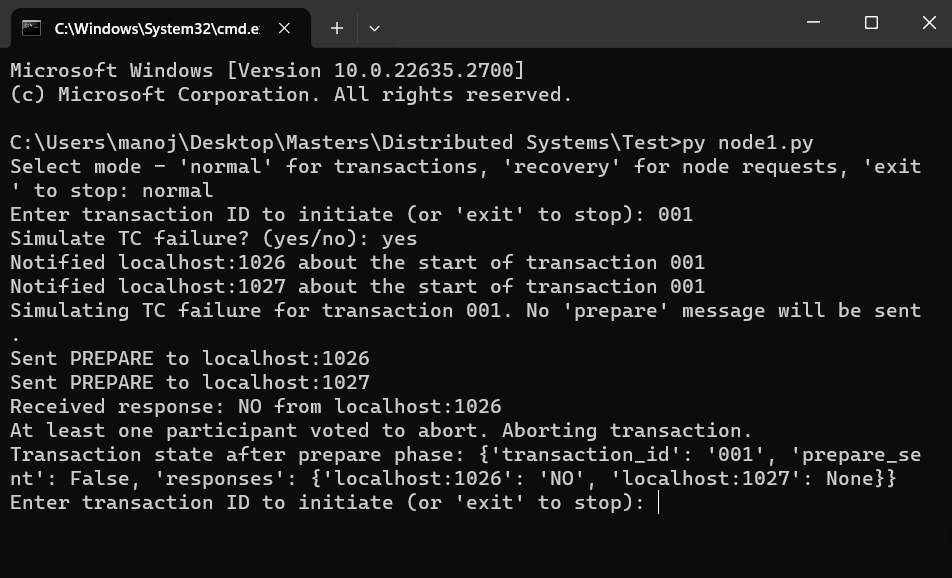 C:\Windows\System32\cmd.e
Microsoft Windows [Version 10.0.22635.2700]
(c) Microsoft Corporation. All rights reserved.
C:\Users\manoj\Desktop\Masters\Distributed Systems\Test>py node1.py
Select mode - 'normal' for transactions, 'recovery' for node requests, 'exit
' to stop: normal
Enter transaction ID to initiate (or 'exit' to stop): 001
Simulate TC failure? (yes/no): yes
Notified localhost:1026 about the start of transaction 001
Notified localhost:1027 about the start of transaction 001
Simulating TC failure for transaction 001. No 'prepare' message will be sent
.
Sent PREPARE to localhost:1026
Sent PREPARE to localhost:1027
Received response: NO from localhost:1026
At least one participant voted to abort. Aborting transaction.
Transaction state after prepare phase: {'transaction_id': '001', 'prepare_se
nt': False, 'responses': {'localhost:1026': 'NO', 'localhost:1027': None}}
Enter transaction ID to initiate (or 'exit' to stop):